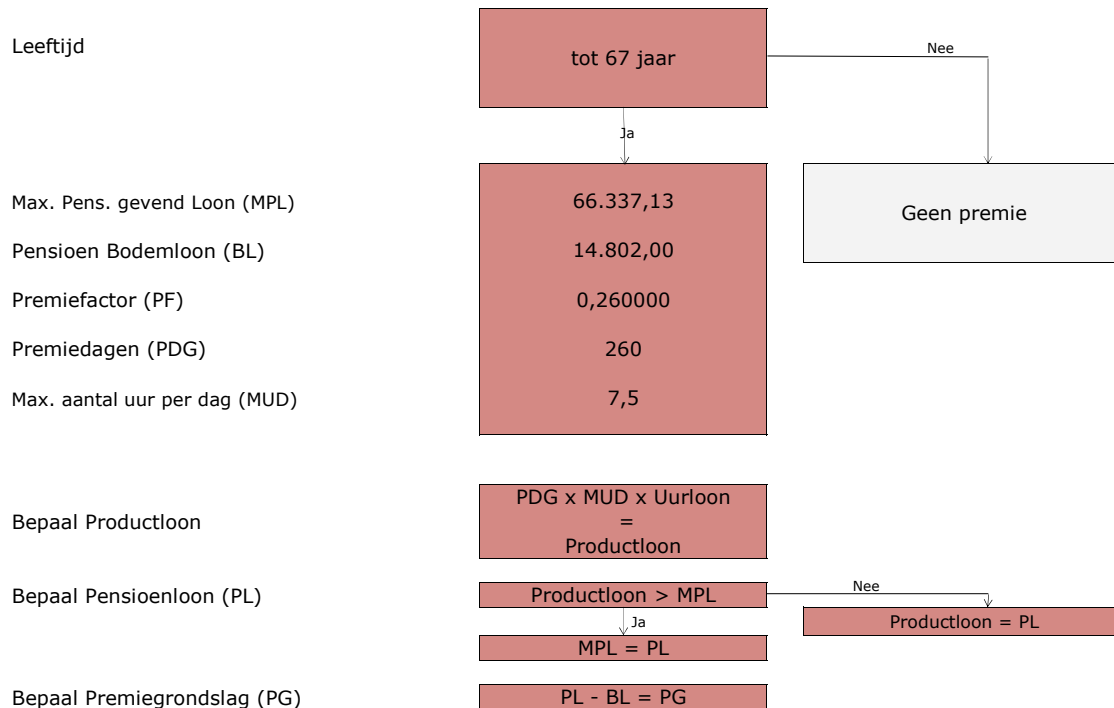 Leeftijd
tot 67 jaar
Nee
Ja
Max. Pens. gevend Loon (MPL)
66.337,13
Geen premie
Pensioen Bodemloon (BL)
14.802,00
Premiefactor (PF)
0,260000
Premiedagen (PDG)
260
Max. aantal uur per dag (MUD)
7,5
Bepaal Productloon
PDG x MUD x Uurloon
=
Productloon
Bepaal Pensioenloon (PL)
Productloon > MPL
Nee
Ja
Productloon = PL
MPL = PL
Bepaal Premiegrondslag (PG)
PL - BL = PG